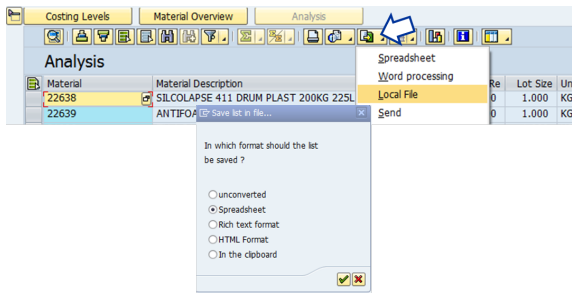 Costing Levels Material Overview Analysis
Analysis
Spreadsheet
Word processing
Local File
Send
Material Material Description Re Lot Size Un
22638 SILCOLAPSE 411 DRUM PLAST 200KG 225L 0 1.000 KG
22639 ANTIFOA 0 1.000 KG
Save list in file...
In which format should the list
be saved ?
unconverted
Spreadsheet
Rich text format
HTML Format
In the clipboard